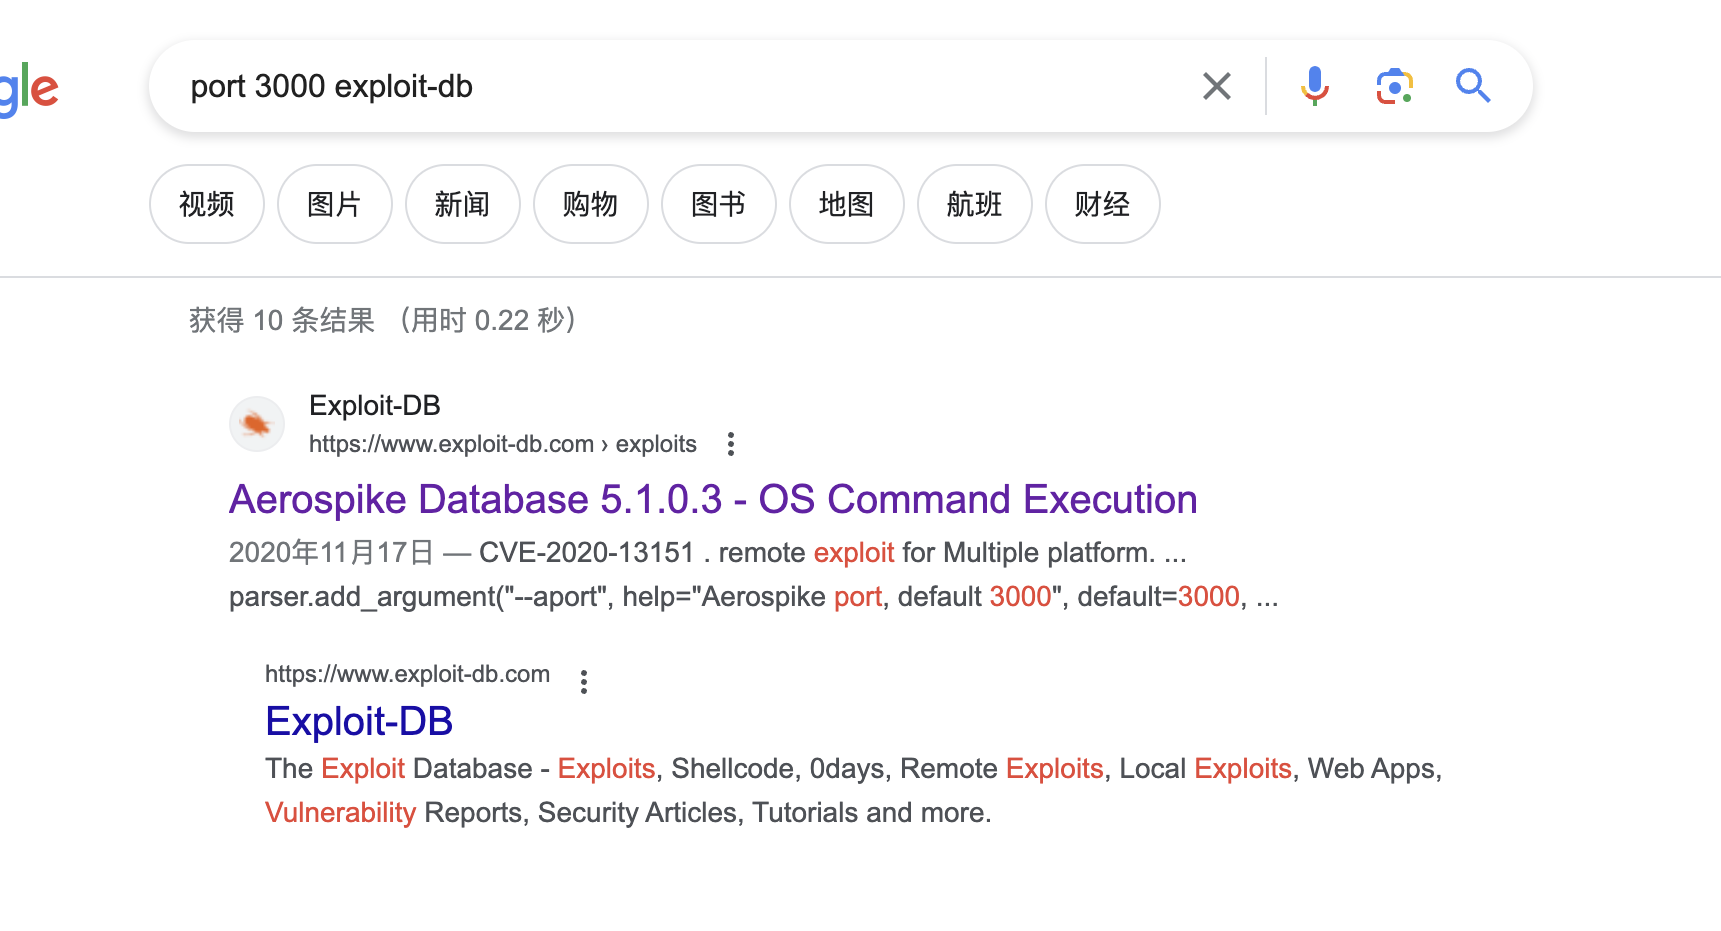 gle
port 3000 exploit-db
视频 图片 新闻 购物 图书 地图 航班 财经
获得 10 条结果 （用时 0.22 秒）
Exploit-DB
https://www.exploit-db.com › exploits
Aerospike Database 5.1.0.3 - OS Command Execution
2020年11月17日 — CVE-2020-13151 . remote exploit for Multiple platform. ...
parser.add_argument("--aport", help="Aerospike port, default 3000", default=3000, ...
https://www.exploit-db.com
Exploit-DB
The Exploit Database - Exploits, Shellcode, 0days, Remote Exploits, Local Exploits, Web Apps,
Vulnerability Reports, Security Articles, Tutorials and more.